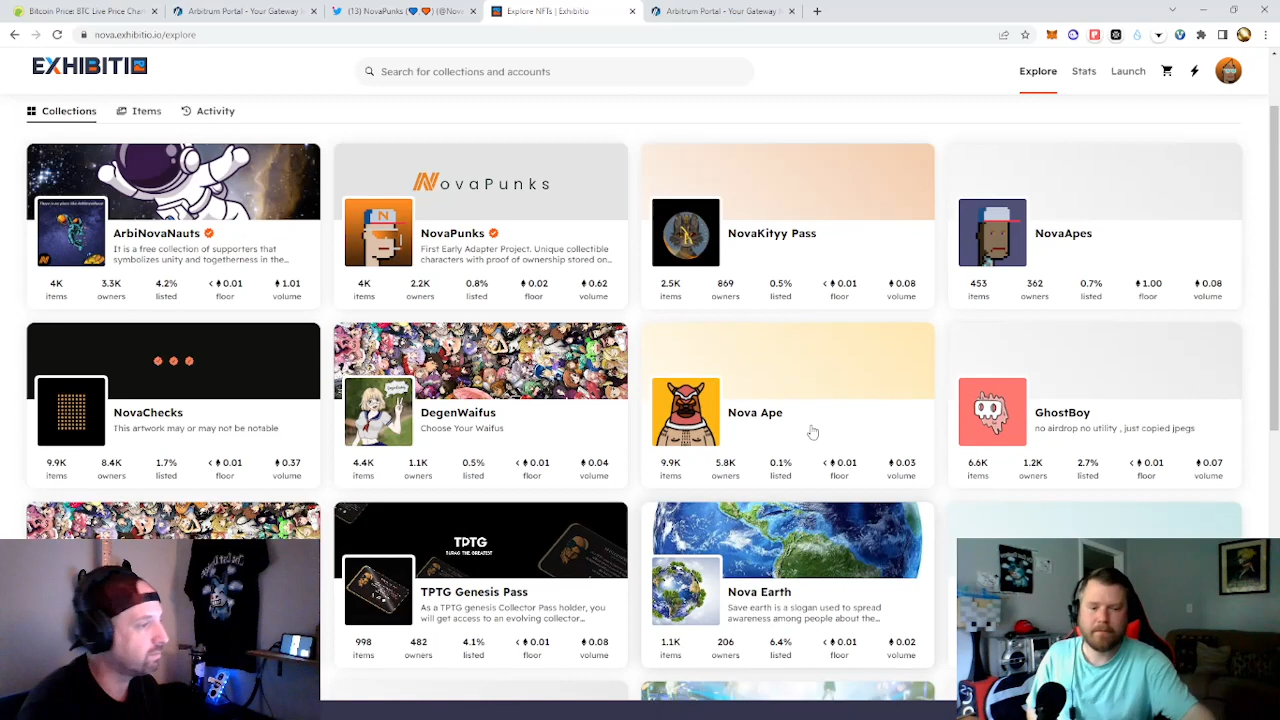 Bitcoin Price: BTC Live Price Chan
Arbitrum Portal - Your Gateway I
(13) NovaPunks (💙,🧡) (@Nova
Explore NFTs | Exhibitio
Arbitrum Portal - Your Gateway I
nova.exhibitio.io/explore
EXHIBITIO
Search for collections and accounts
Explore
Stats
Launch
Collections
Items
Activity
NovaPunks
ArbiNovaNauts
It is a free collection of supporters that
symbolizes unity and togetherness in the...
4K 3.3K 4.2% < 0.01 1.01
items owners listed floor volume
NovaPunks
First Early Adapter Project. Unique collectible
characters with proof of ownership stored on...
4K 2.2K 0.8% 0.02 0.62
items owners listed floor volume
NovaKityy Pass
2.5K 869 0.5% < 0.01 0.08
items owners listed floor volume
NovaApes
453 362 0.7% 1.00 0.08
items owners listed floor volume
NovaChecks
This artwork may or may not be notable
9.9K 8.4K 1.7% < 0.01 0.37
items owners listed floor volume
DegenWaifus
Choose Your Waifus
4.4K 1.1K 0.5% < 0.01 0.04
items owners listed floor volume
Nova Ape
9.9K 5.8K 0.1% < 0.01 0.03
items owners listed floor volume
GhostBoy
no airdrop no utility , just copied jpegs
6.6K 1.2K 2.7% < 0.01 0.07
items owners listed floor volume
TPTG
TPTG Genesis Pass
As a TPTG genesis Collector Pass holder, you
will get access to an evolving collector...
998 482 4.1% < 0.01 0.08
items owners listed floor volume
Nova Earth
Save earth is a slogan used to spread
awareness among people about the...
1.1K 206 6.4% < 0.01 0.02
items owners listed floor volume